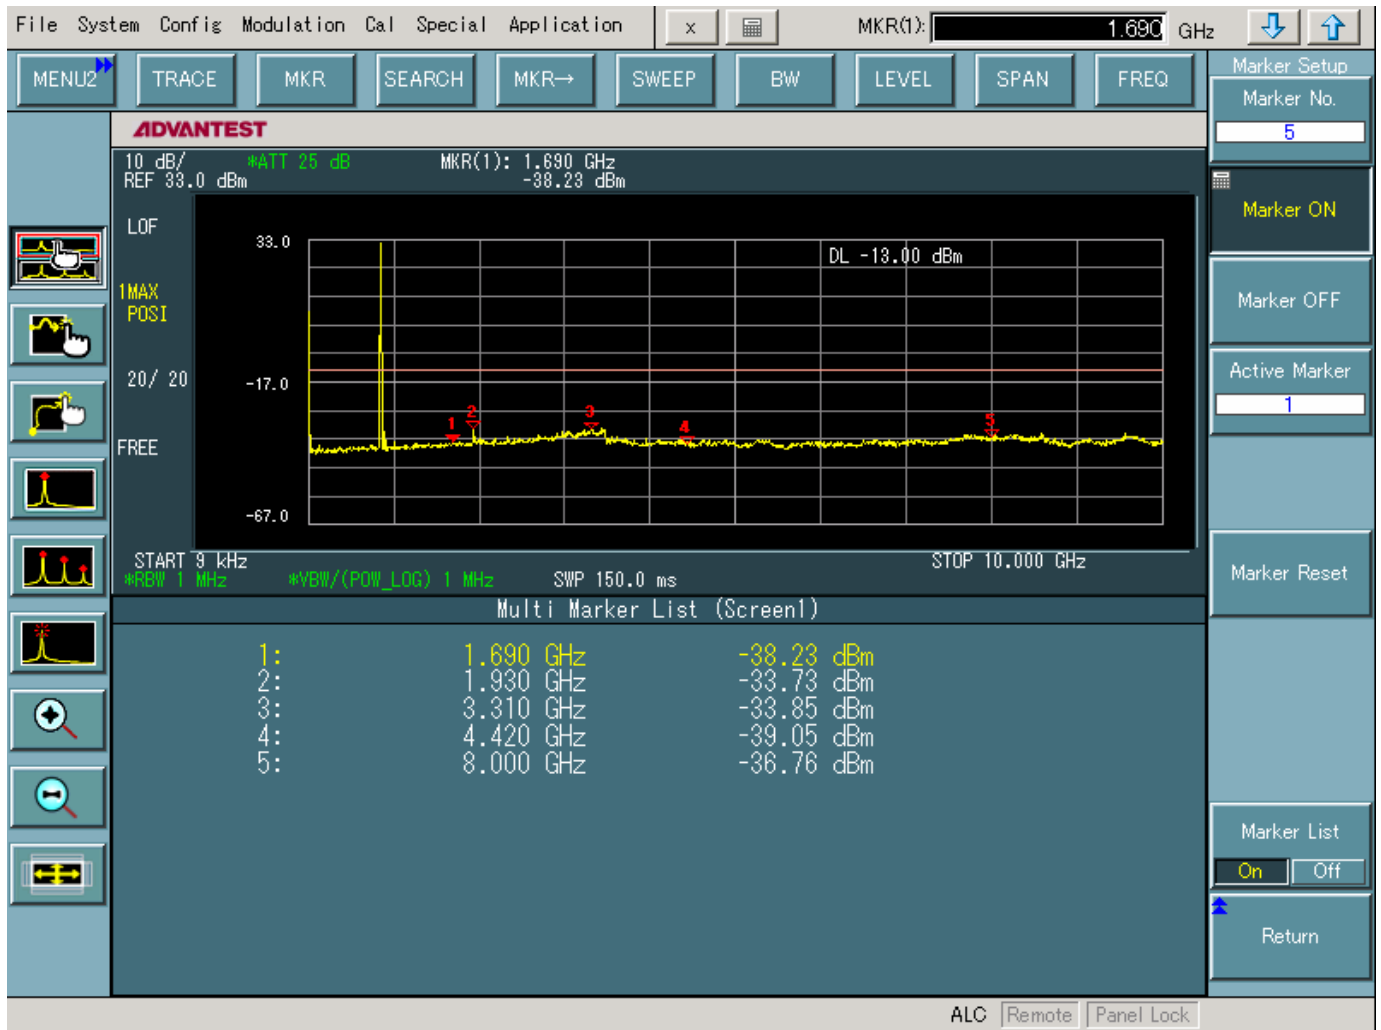 File System Config Modulation Cal Special Application x MKR(1): 1.690 GHz
MENU2 TRACE MKR SEARCH MKR→ SWEEP BW LEVEL SPAN FREQ
Marker Setup
Marker No.
5
Marker ON
Marker OFF
Active Marker
1
Marker Reset
Marker List
On Off
Return
ADVANTEST
10 dB/ *ATT 25 dB MKR(1): 1.690 GHz
REF 33.0 dBm -38.23 dBm
LOF
33.0
DL -13.00 dBm
1MAX
POSI
20/ 20
-17.0
1 2 3 4 5
FREE
-67.0
START 9 kHz STOP 10.000 GHz
*RBW 1 MHz *VBW/(POW_LOG) 1 MHz SWP 150.0 ms
Multi Marker List (Screen1)
1: 1.690 GHz -38.23 dBm
2: 1.930 GHz -33.73 dBm
3: 3.310 GHz -33.85 dBm
4: 4.420 GHz -39.05 dBm
5: 8.000 GHz -36.76 dBm
ALC Remote Panel Lock